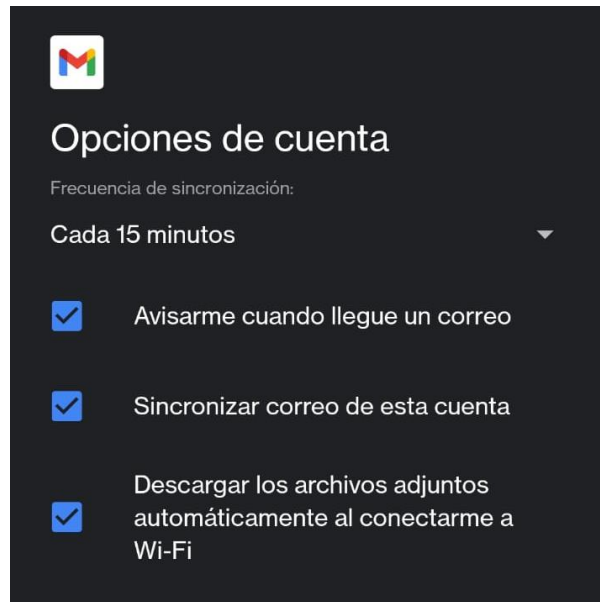 Opciones de cuenta
Frecuencia de sincronización:
Cada 15 minutos
Avisarme cuando llegue un correo
Sincronizar correo de esta cuenta
Descargar los archivos adjuntos
automáticamente al conectarme a
Wi-Fi